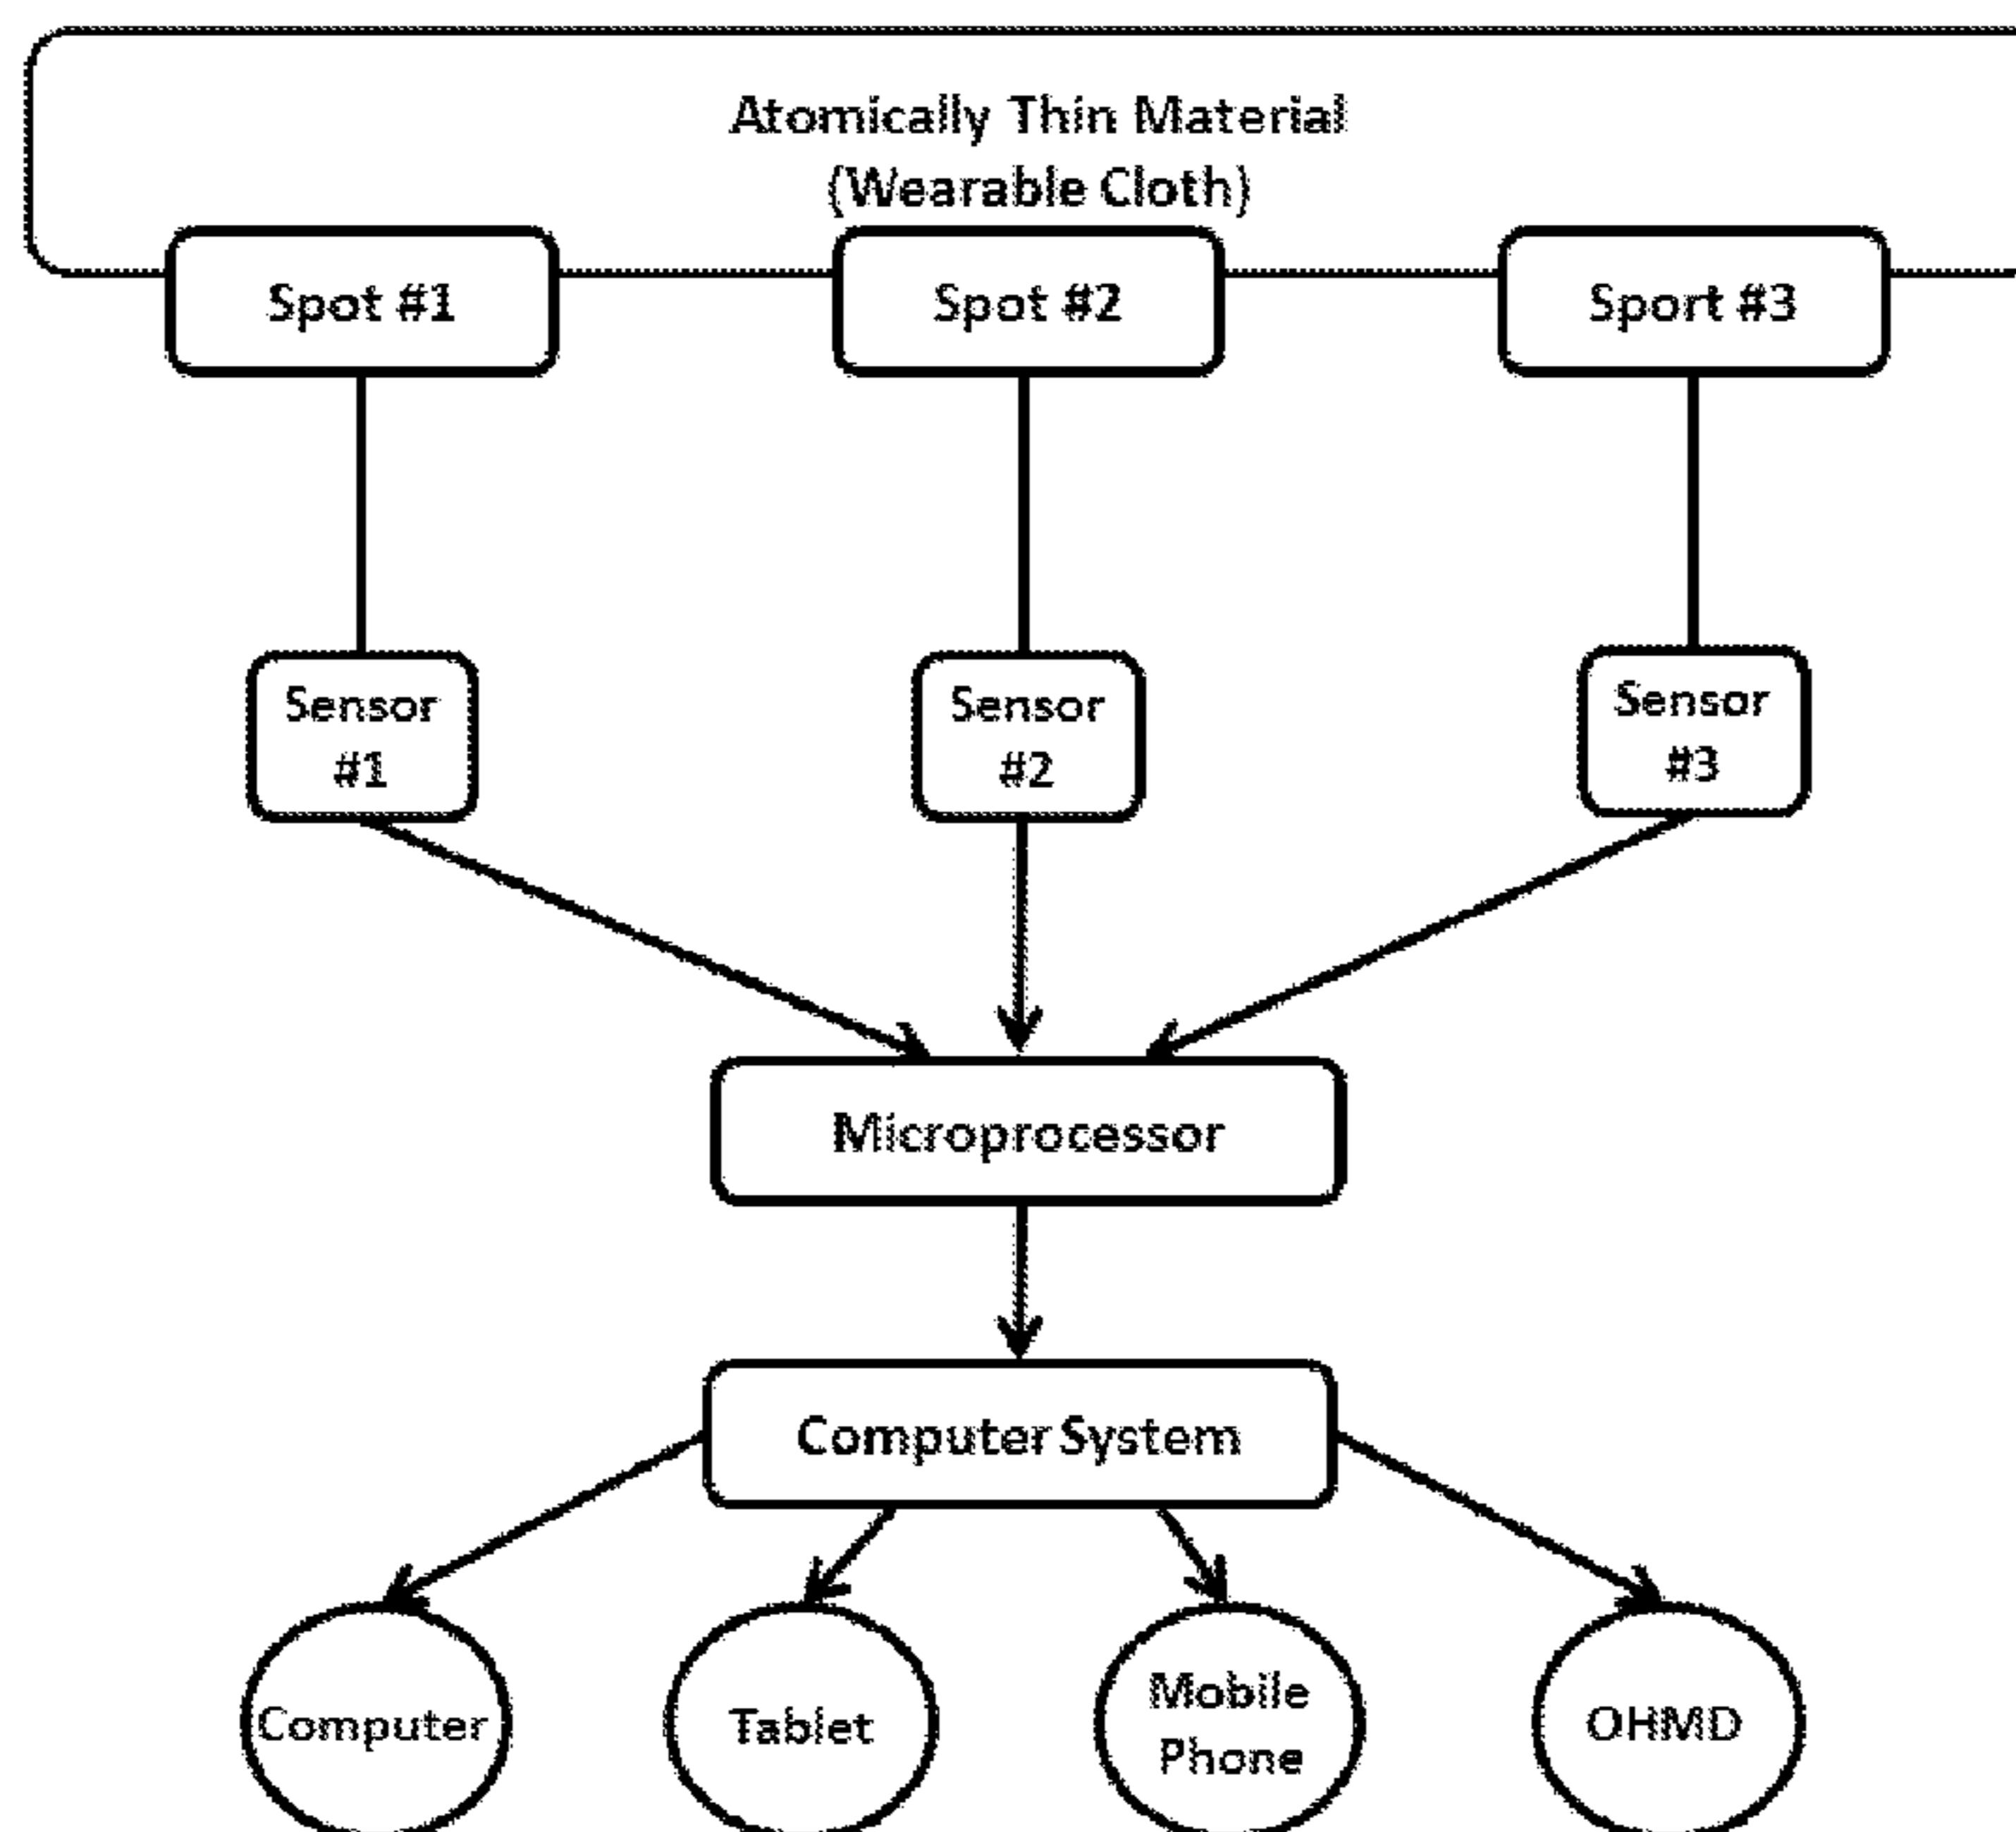 Atomically Thin Material
(Wearable Cloth)
Spot #1
Spot #2
Sport #3
Sensor
#1
Sensor
#2
Sensor
#3
Microprocessor
Computer System
Computer
Tablet
Mobile
Phone
OHMD